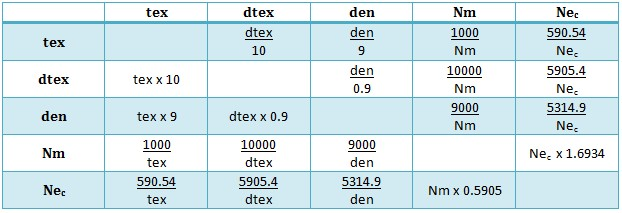 tex dtex den Nm Nec
tex dtex/10 den/9 1000/Nm 590.54/Nec
dtex tex x 10 den/0.9 10000/Nm 5905.4/Nec
den tex x 9 dtex x 0.9 9000/Nm 5314.9/Nec
Nm 1000/tex 10000/dtex 9000/den Nec x 1.6934
Nec 590.54/tex 5905.4/dtex 5314.9/den Nm x 0.5905